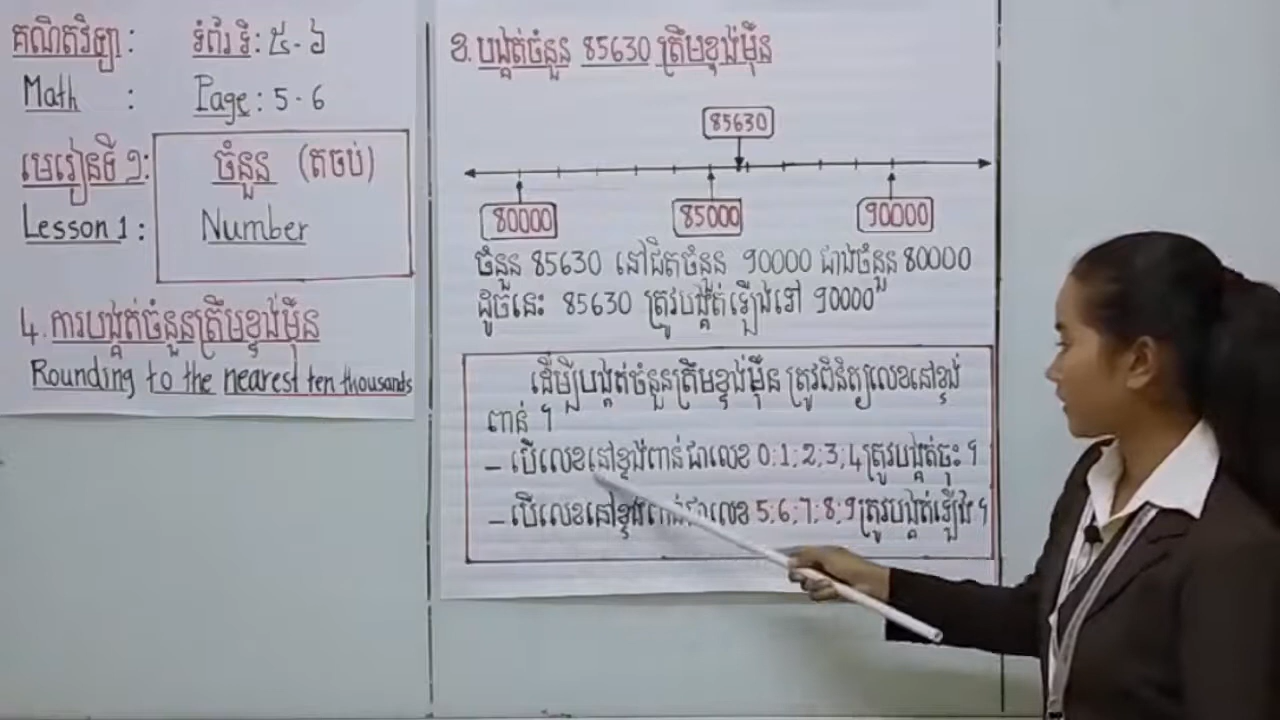 គណិតវិទ្យា : ទំព័រទី : ៥-៦
Math : Page : 5-6
មេរៀនទី ១: ចំនួន (តចប់)
Lesson 1 : Number
4. ការបង្គត់ចំនួនត្រឹមខ្ទង់ម៉ឺន
Rounding to the nearest ten thousands
ខ. បង្គត់ចំនួន 85630 ត្រឹមខ្ទង់ម៉ឺន
85630
80000 85000 90000
ចំនួន 85630 នៅជិតចំនួន 90000 ជាងចំនួន 80000
ដូចនេះ 85630 ត្រូវបង្គត់ឡើងទៅ 90000
ដើម្បីបង្គត់ចំនួនត្រឹមខ្ទង់ម៉ឺន ត្រូវពិនិត្យលេខនៅខ្ទង់
ពាន់ ។
– បើលេខនៅខ្ទង់ពាន់ជាលេខ 0;1;2;3;4 ត្រូវបង្គត់ចុះ ។
– បើលេខនៅខ្ទង់ពាន់ជាលេខ 5;6;7;8;9 ត្រូវបង្គត់ឡើង ។